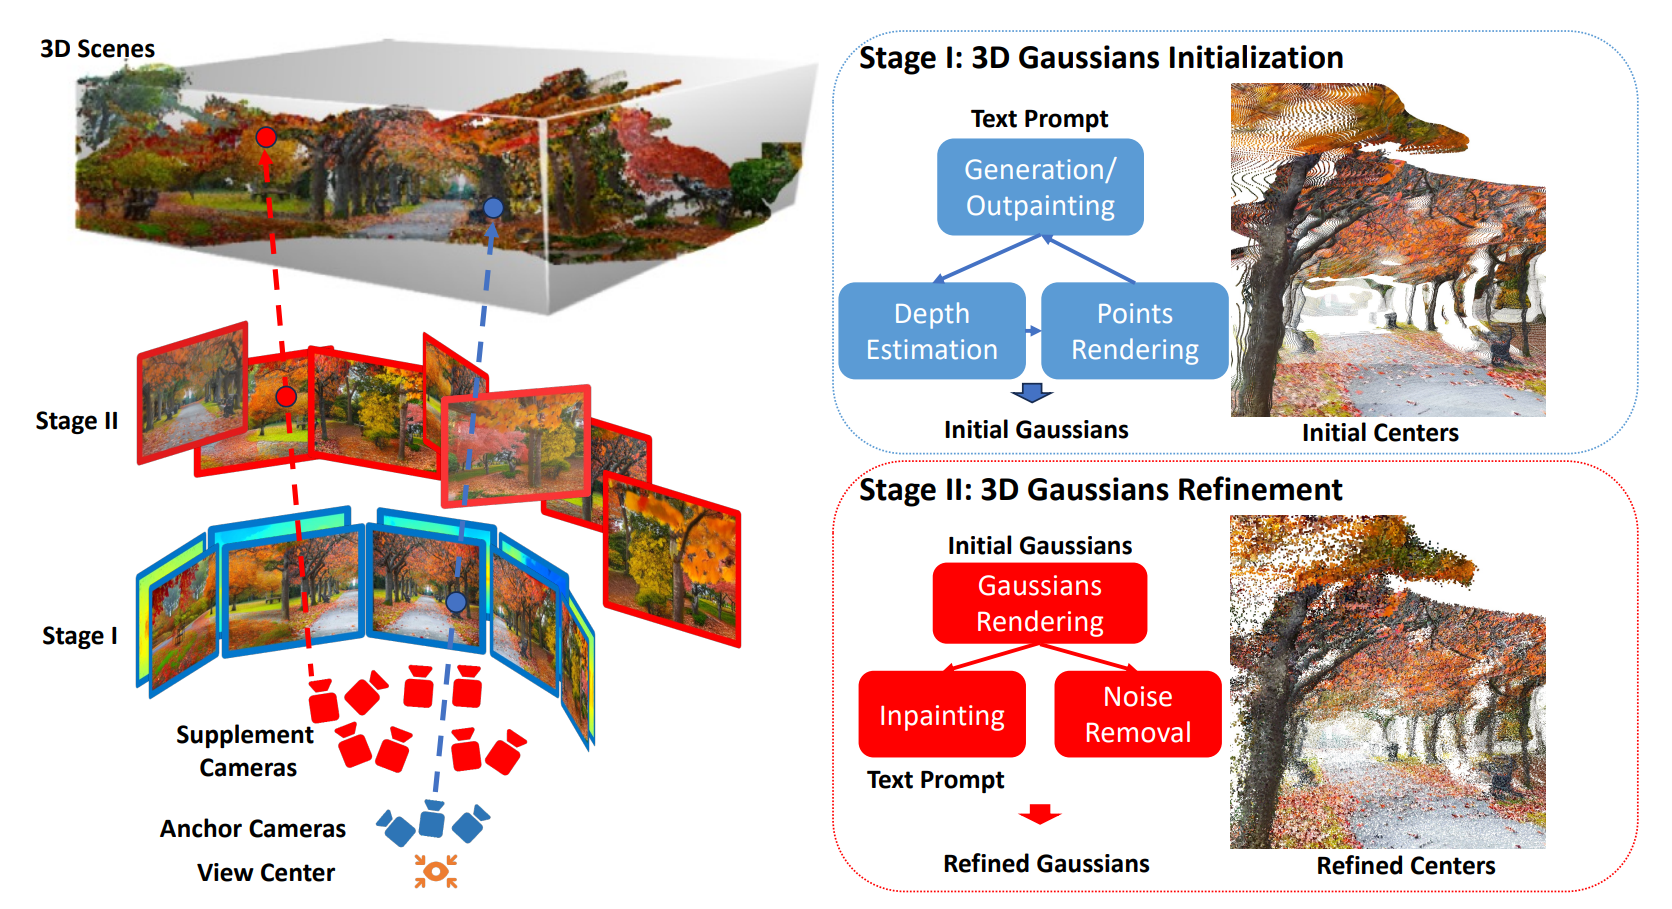 3D Scenes
Stage II
Stage I
Supplement
Cameras
Anchor Cameras
View Center
Stage I: 3D Gaussians Initialization
Text Prompt
Generation/
Outpainting
Depth
Estimation
Points
Rendering
Initial Gaussians
Initial Centers
Stage II: 3D Gaussians Refinement
Initial Gaussians
Gaussians
Rendering
Inpainting
Noise
Removal
Text Prompt
Refined Gaussians
Refined Centers